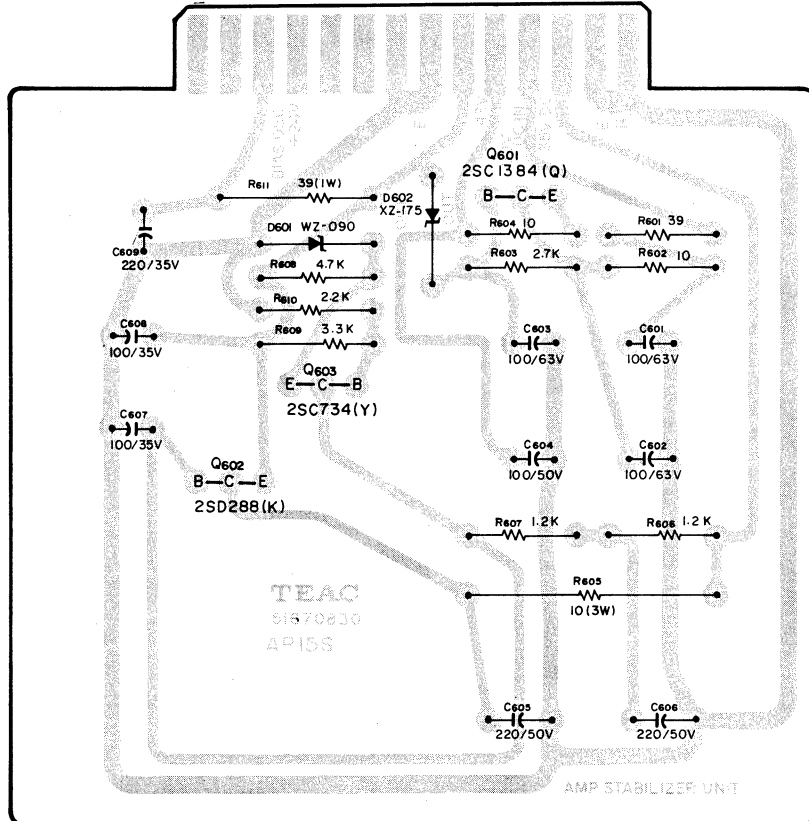 Q601
2SC1384(Q)
B—C—E
R611 39(1W)
D602
XZ-175
D601 WZ-090
R604 10
R601 39
C609
220/35V
R608 4.7K
R603 2.7K
R602 10
R610 2.2K
R609 3.3K
C608
100/35V
C603
100/63V
C601
100/63V
Q603
E—C—B
2SC734(Y)
C607
100/35V
C604
100/50V
C602
100/63V
Q602
B—C—E
2SD288(K)
R607 1.2K
R606 1.2K
R605
10(3W)
TEAC
51670830
AP15S
C605
220/50V
C606
220/50V
AMP STABILIZER UNIT